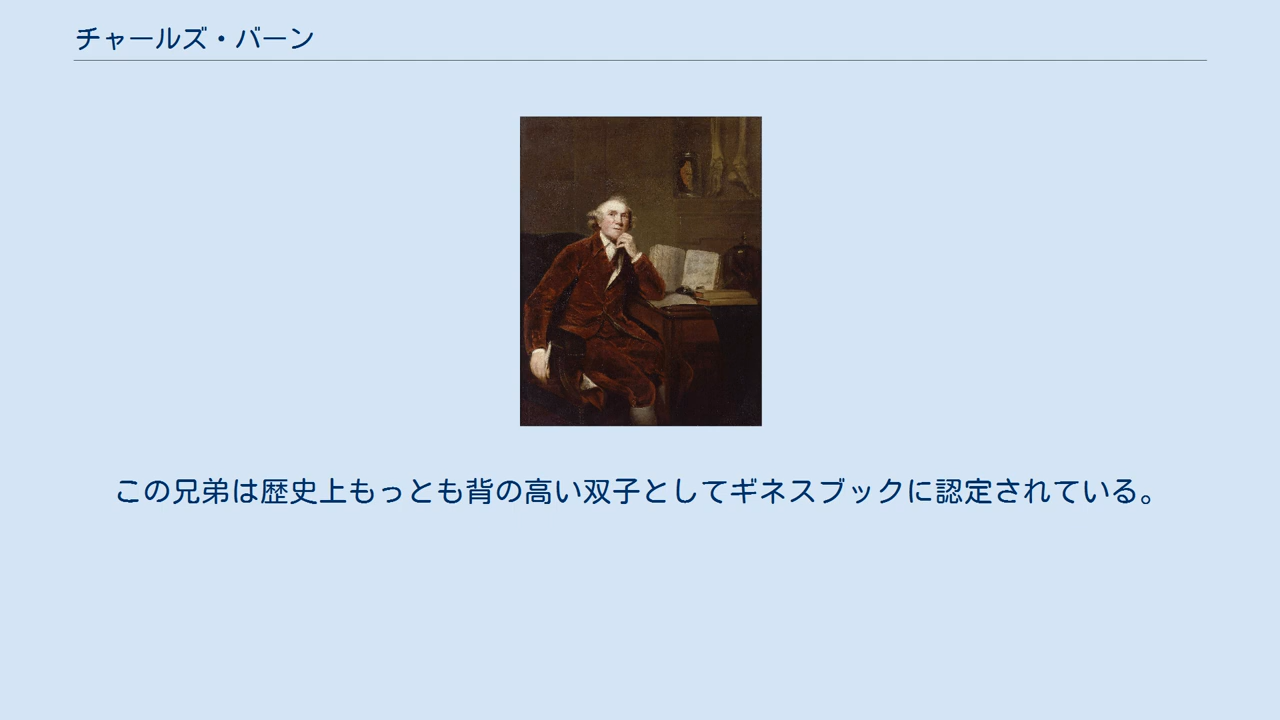 チャールズ・バーン
この兄弟は歴史上もっとも背の高い双子としてギネスブックに認定されている。